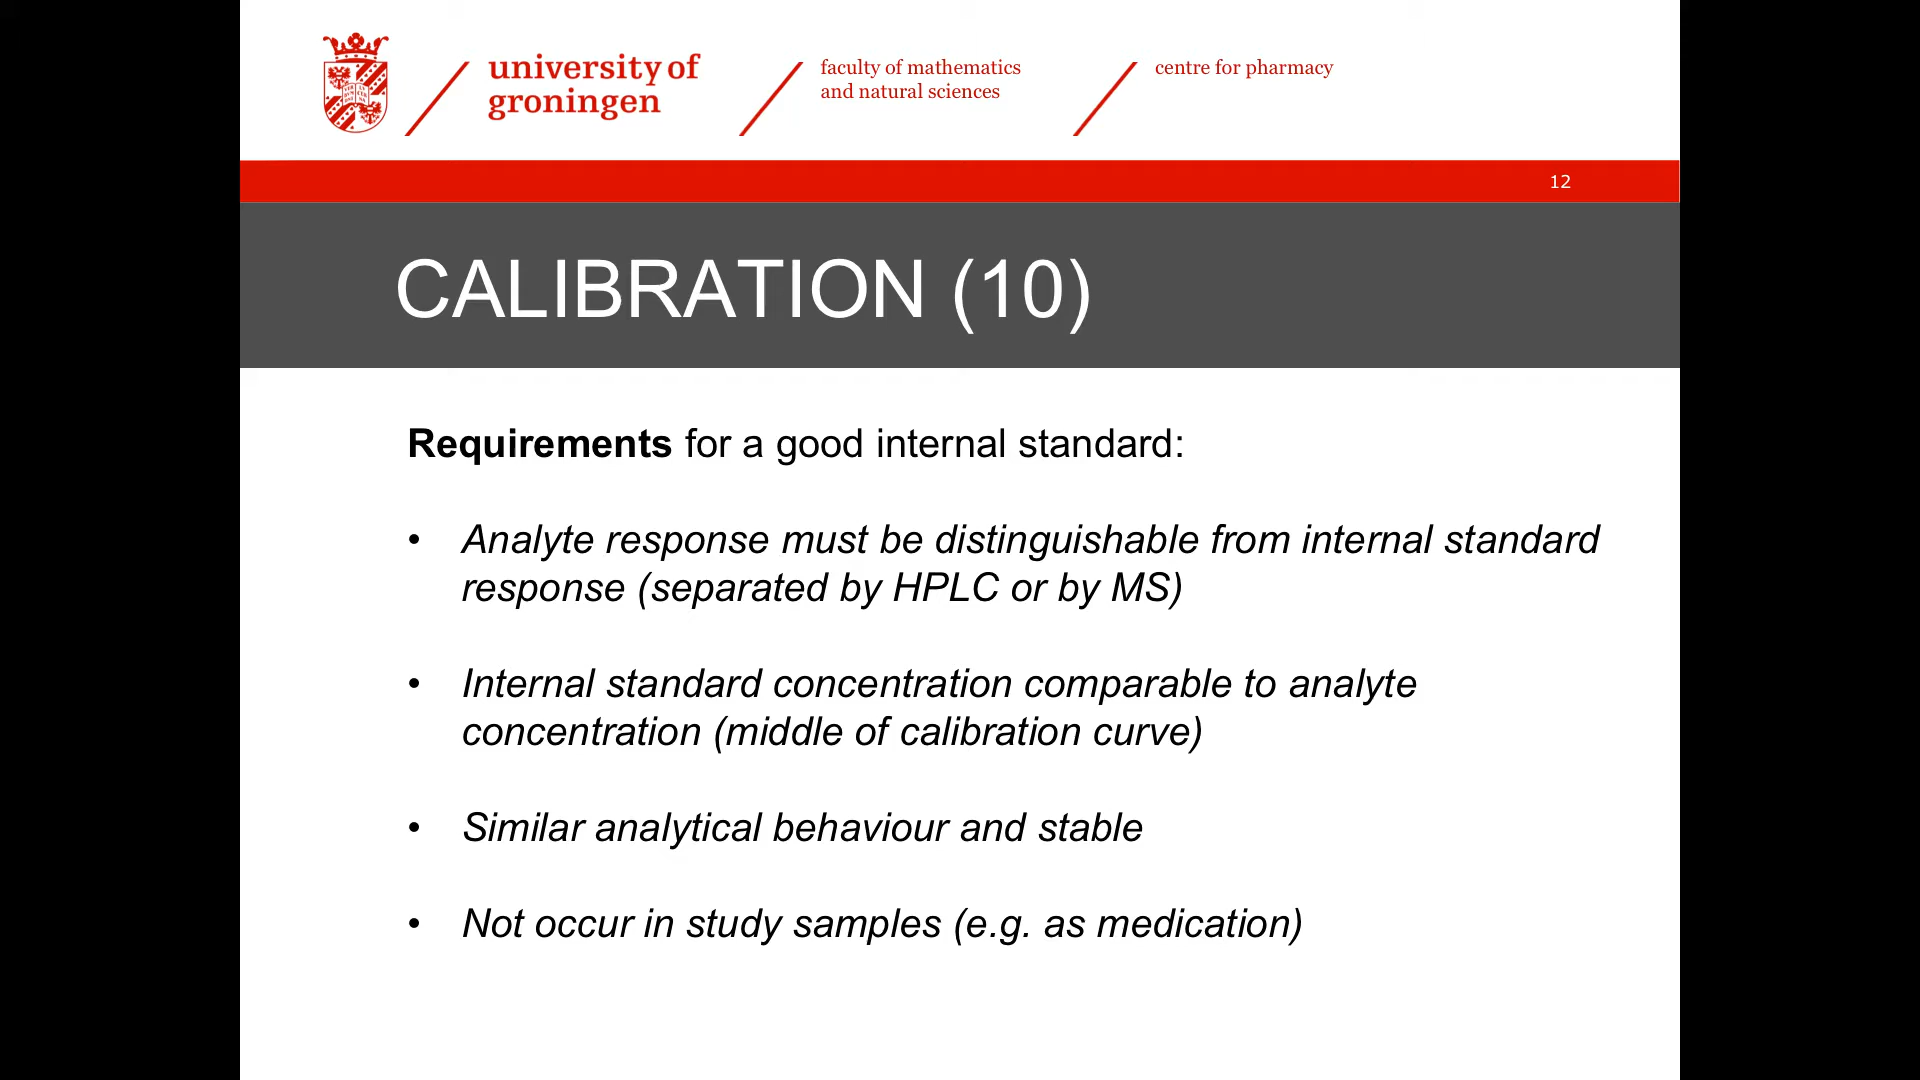 university of
groningen
faculty of mathematics
and natural sciences
centre for pharmacy
12
CALIBRATION (10)
Requirements for a good internal standard:
• Analyte response must be distinguishable from internal standard
response (separated by HPLC or by MS)
• Internal standard concentration comparable to analyte
concentration (middle of calibration curve)
• Similar analytical behaviour and stable
• Not occur in study samples (e.g. as medication)